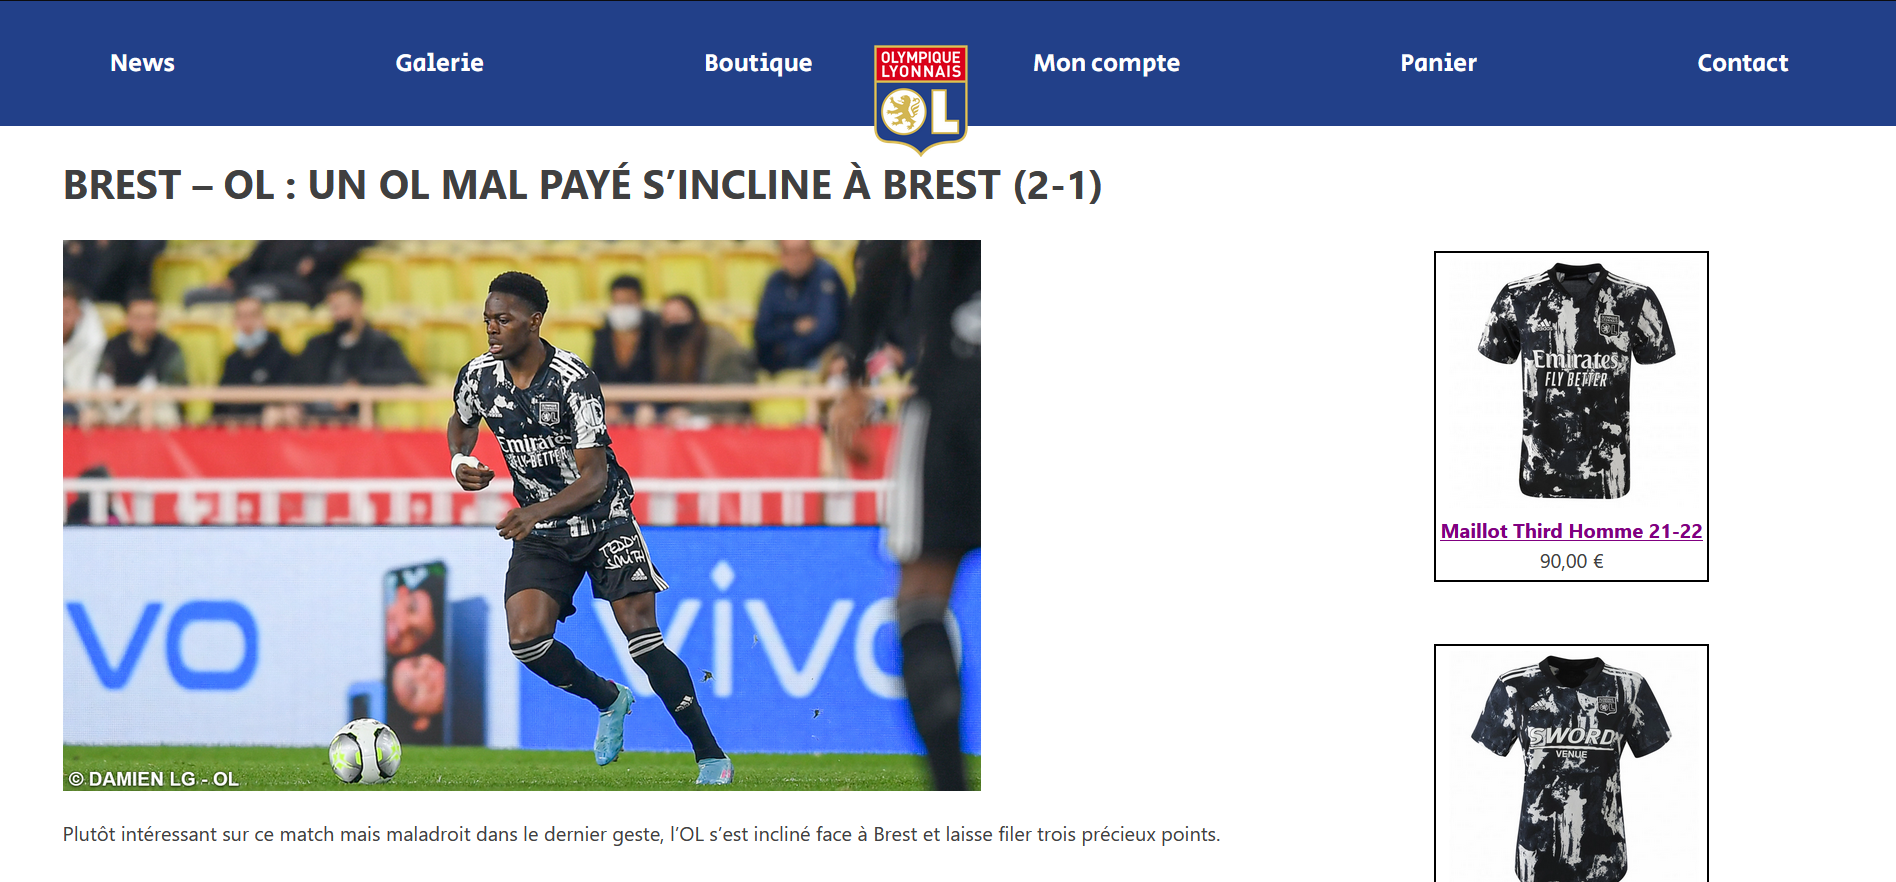 News
Galerie
Boutique
OLYMPIQUE
LYONNAIS
OL
Mon compte
Panier
Contact
BREST – OL : UN OL MAL PAYÉ S’INCLINE À BREST (2-1)
Emirates
FLY BETTER
TEDDY
SMITH
VO
vivo
© DAMIEN LG - OL
Plutôt intéressant sur ce match mais maladroit dans le dernier geste, l’OL s’est incliné face à Brest et laisse filer trois précieux points.
adidas
OL
Emirates
FLY BETTER
Maillot Third Homme 21-22
90,00 €
OL
SWORD
VENUE